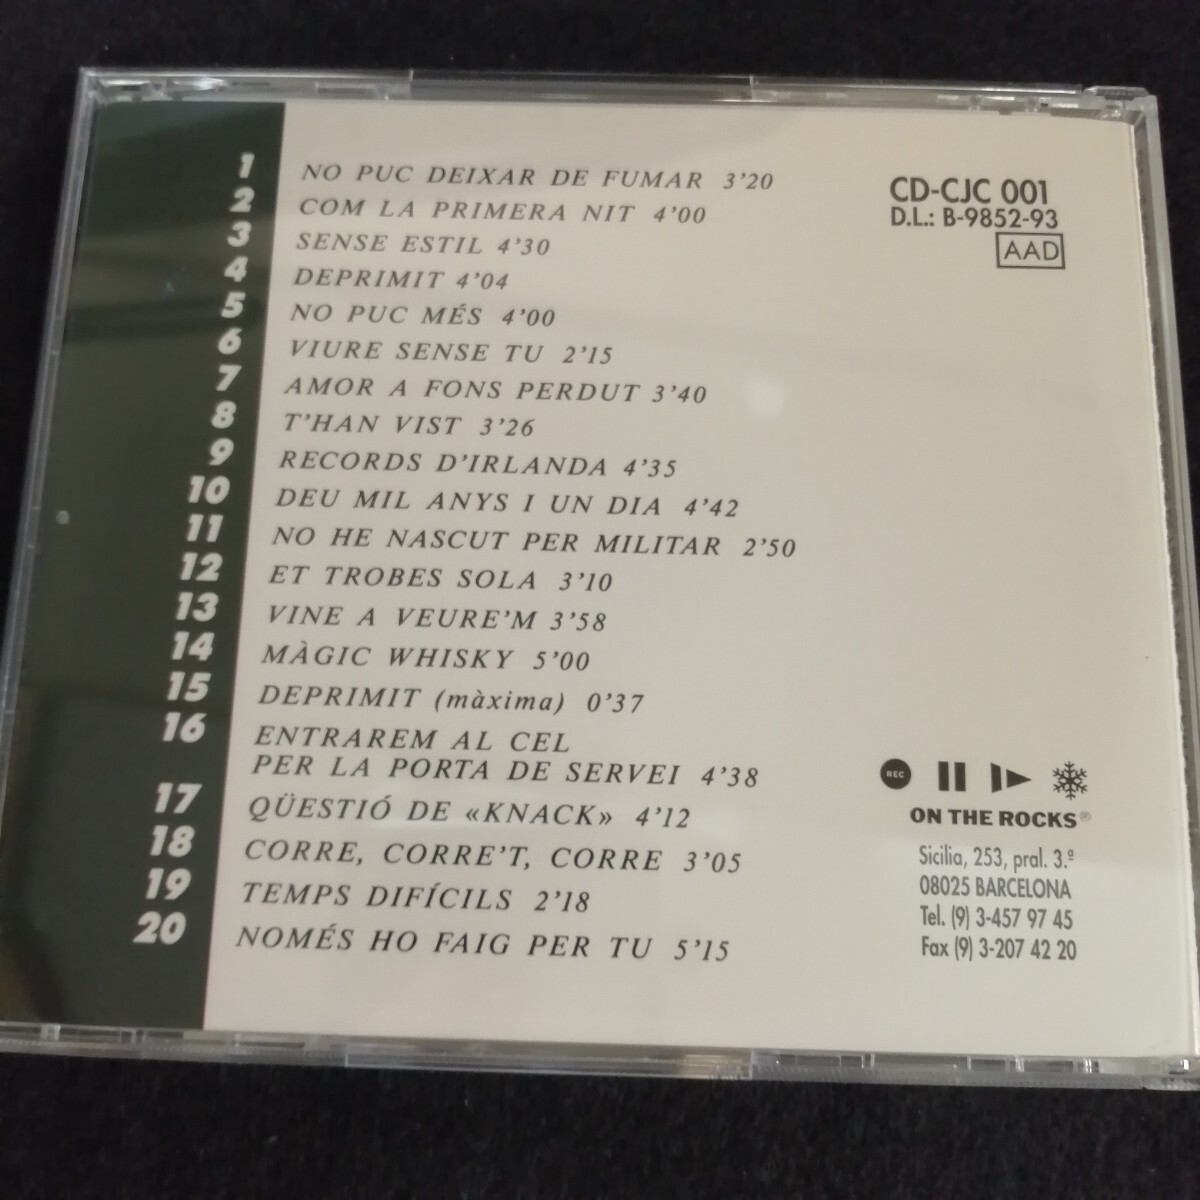 1 NO PUC DEIXAR DE FUMAR 3’20
2 COM LA PRIMERA NIT 4’00
3 SENSE ESTIL 4’30
4 DEPRIMIT 4’04
5 NO PUC MÉS 4’00
6 VIURE SENSE TU 2’15
7 AMOR A FONS PERDUT 3’40
8 T’HAN VIST 3’26
9 RECORDS D’IRLANDA 4’35
10 DEU MIL ANYS I UN DIA 4’42
11 NO HE NASCUT PER MILITAR 2’50
12 ET TROBES SOLA 3’10
13 VINE A VEURE’M 3’58
14 MÀGIC WHISKY 5’00
15 DEPRIMIT (màxima) 0’37
16 ENTRAREM AL CEL
PER LA PORTA DE SERVEI 4’38
17 QÜESTIÓ DE «KNACK» 4’12
18 CORRE, CORRE’T, CORRE 3’05
19 TEMPS DIFÍCILS 2’18
20 NOMÉS HO FAIG PER TU 5’15
CD-CJC 001
D.L.: B-9852-93
AAD
REC
ON THE ROCKS®
Sicilia, 253, pral. 3.ª
08025 BARCELONA
Tel. (9) 3-457 97 45
Fax (9) 3-207 42 20